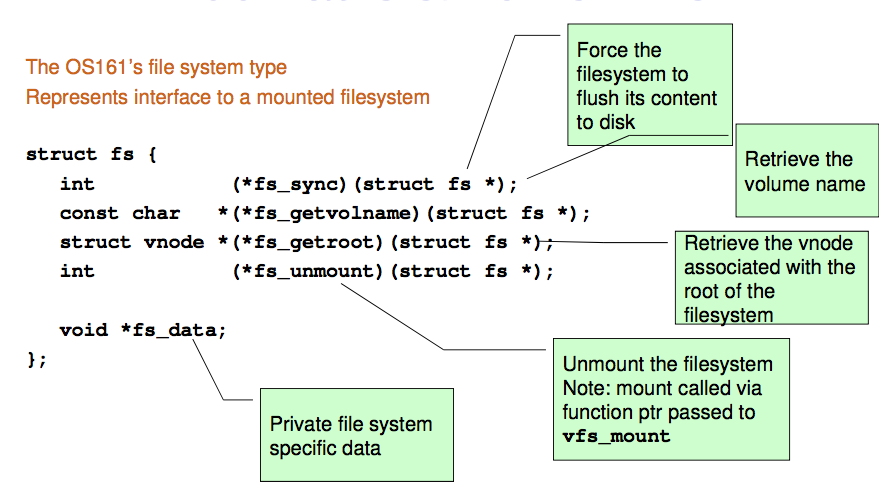 The OS161's file system type
Represents interface to a mounted filesystem
struct fs {
int (*fs_sync)(struct fs *);
const char *(*fs_getvolname)(struct fs *);
struct vnode *(*fs_getroot)(struct fs *);
int (*fs_unmount)(struct fs *);
void *fs_data;
};
Force the
filesystem to
flush its content
to disk
Retrieve the
volume name
Retrieve the vnode
associated with the
root of the
filesystem
Unmount the filesystem
Note: mount called via
function ptr passed to
vfs_mount
Private file system
specific data